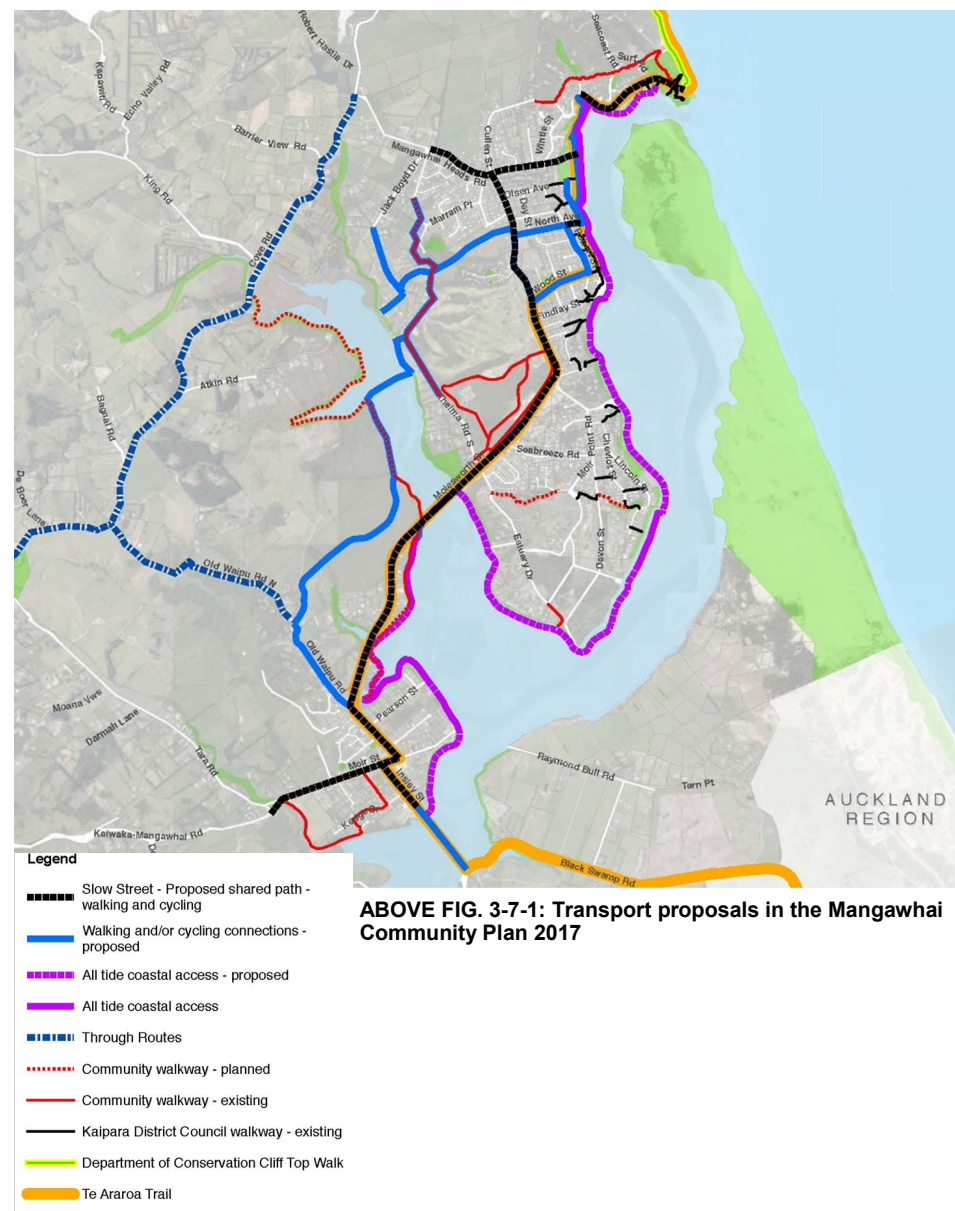 Robert Hastie Dr
Seacoast Rd
Surf Rd
Kapawiti Rd
Echo Valley Rd
Barrier View Rd
Cullen St
Wintle St
Mangawhai Heads Rd
King Rd
Jack Boyd Dr
Olsen Ave
Day St
Marram Pl
North Ave
Cove Rd
Wood St
Findlay St
Atkin Rd
Bagnal Rd
Thelma Rd S
Moir Point Rd
Cheviot St
Lincoln St
Seabreeze Rd
Molesworth Dr
De Boer Lane
Estuary Dr
Devon St
Old Waipu Rd N
Old Waipu Rd
Moana Vws
Darmah Lane
Pearson St
Tara Rd
Moir St
Insley St
Raymond Bull Rd
Tern Pt
AUCKLAND
REGION
Kaiwaka-Mangawhai Rd
Black Swamp Rd
Legend
Slow Street - Proposed shared path -
walking and cycling
Walking and/or cycling connections -
proposed
All tide coastal access - proposed
All tide coastal access
Through Routes
Community walkway - planned
Community walkway - existing
Kaipara District Council walkway - existing
Department of Conservation Cliff Top Walk
Te Araroa Trail
ABOVE FIG. 3-7-1: Transport proposals in the Mangawhai
Community Plan 2017